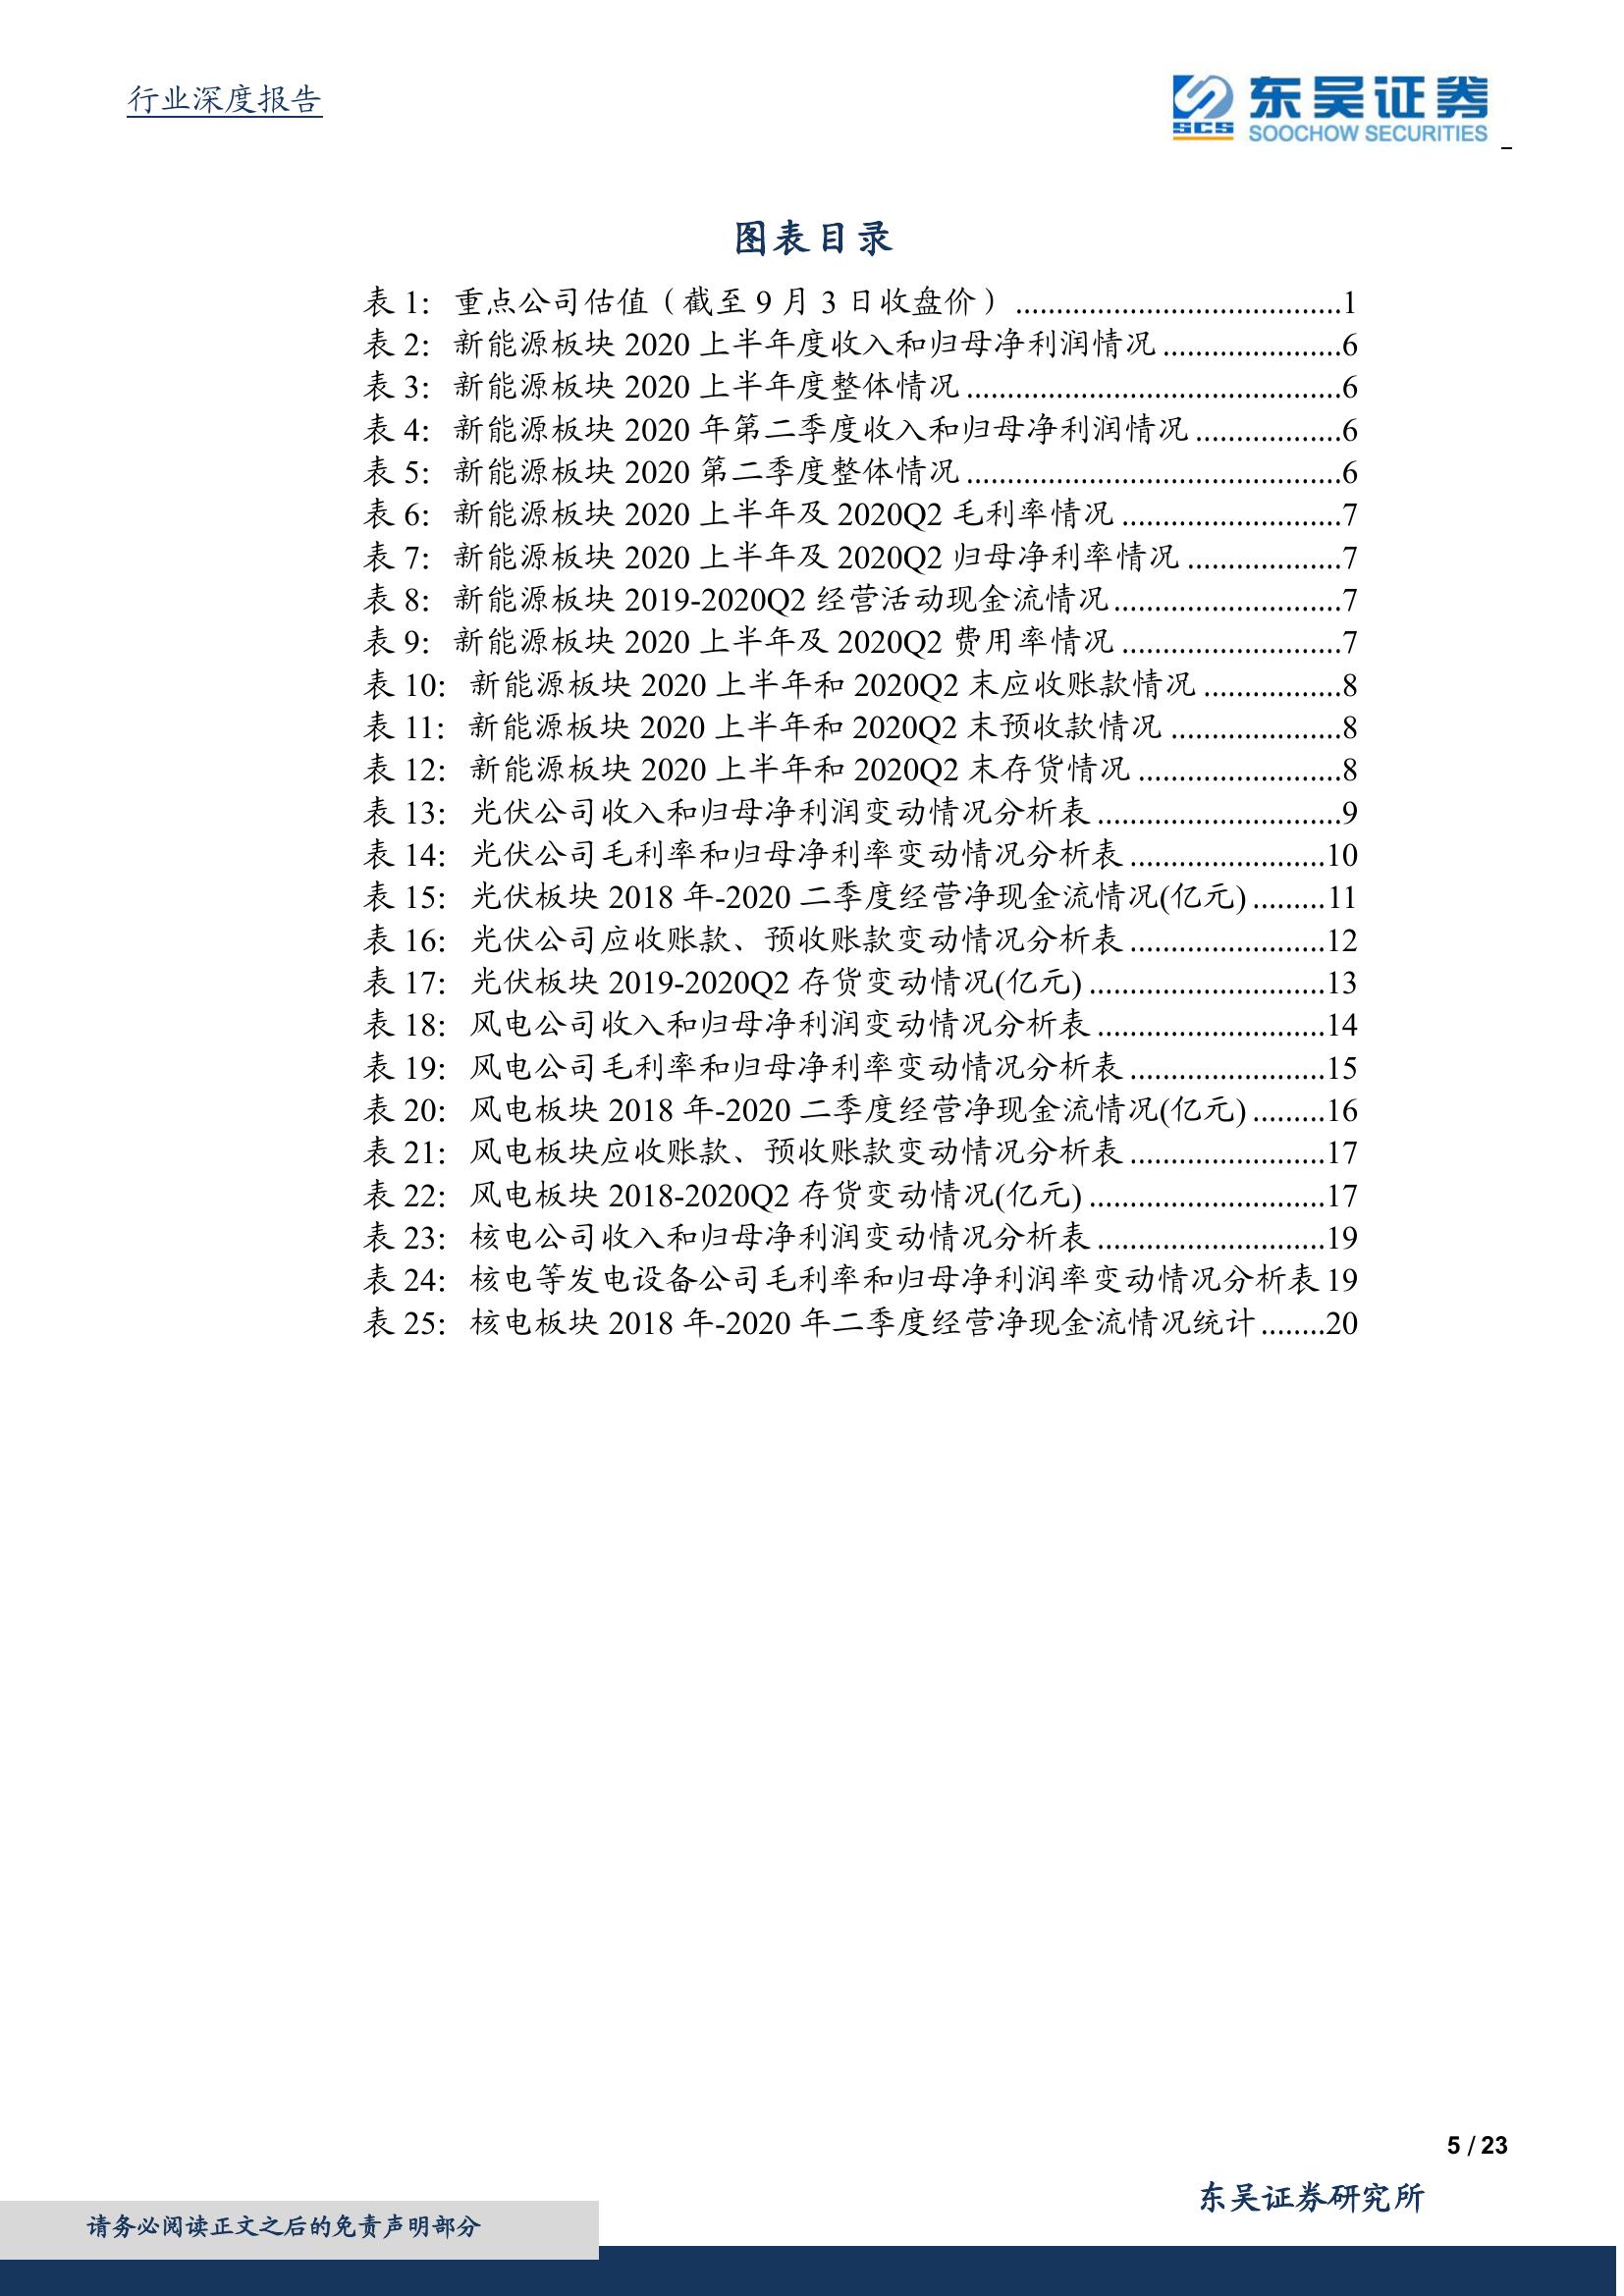 行业深度报告
SCS 东吴证券
SOOCHOW SECURITIES
图表目录
表 1: 重点公司估值（截至 9 月 3 日收盘价）........................................1
表 2: 新能源板块 2020 上半年度收入和归母净利润情况......................6
表 3: 新能源板块 2020 上半年度整体情况..............................................6
表 4: 新能源板块 2020 年第二季度收入和归母净利润情况..................6
表 5: 新能源板块 2020 第二季度整体情况..............................................6
表 6: 新能源板块 2020 上半年及 2020Q2 毛利率情况...........................7
表 7: 新能源板块 2020 上半年及 2020Q2 归母净利率情况...................7
表 8: 新能源板块 2019-2020Q2 经营活动现金流情况............................7
表 9: 新能源板块 2020 上半年及 2020Q2 费用率情况...........................7
表 10: 新能源板块 2020 上半年和 2020Q2 末应收账款情况.................8
表 11: 新能源板块 2020 上半年和 2020Q2 末预收款情况.....................8
表 12: 新能源板块 2020 上半年和 2020Q2 末存货情况.........................8
表 13: 光伏公司收入和归母净利润变动情况分析表..............................9
表 14: 光伏公司毛利率和归母净利率变动情况分析表........................10
表 15: 光伏板块 2018 年-2020 二季度经营净现金流情况(亿元).........11
表 16: 光伏公司应收账款、预收账款变动情况分析表........................12
表 17: 光伏板块 2019-2020Q2 存货变动情况(亿元).............................13
表 18: 风电公司收入和归母净利润变动情况分析表............................14
表 19: 风电公司毛利率和归母净利率变动情况分析表........................15
表 20: 风电板块 2018 年-2020 二季度经营净现金流情况(亿元).........16
表 21: 风电板块应收账款、预收账款变动情况分析表........................17
表 22: 风电板块 2018-2020Q2 存货变动情况(亿元).............................17
表 23: 核电公司收入和归母净利润变动情况分析表............................19
表 24: 核电等发电设备公司毛利率和归母净利润率变动情况分析表 19
表 25: 核电板块 2018 年-2020 年二季度经营净现金流情况统计........20
5 / 23
东吴证券研究所
请务必阅读正文之后的免责声明部分